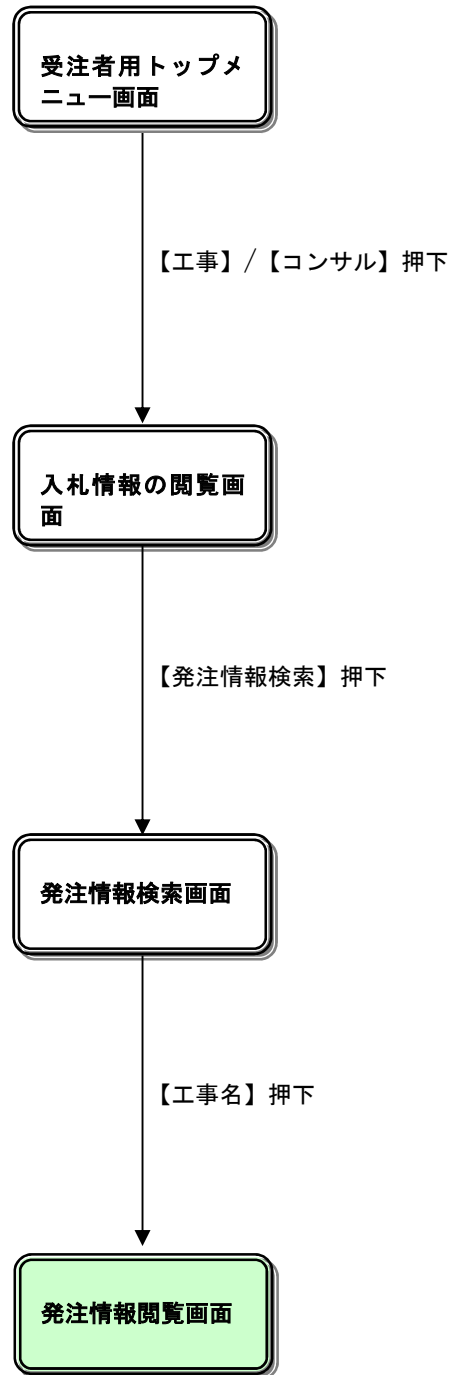 受注者用トップメ
ニュー画面
【工事】/【コンサル】押下
入札情報の閲覧画
面
【発注情報検索】押下
発注情報検索画面
【工事名】押下
発注情報閲覧画面